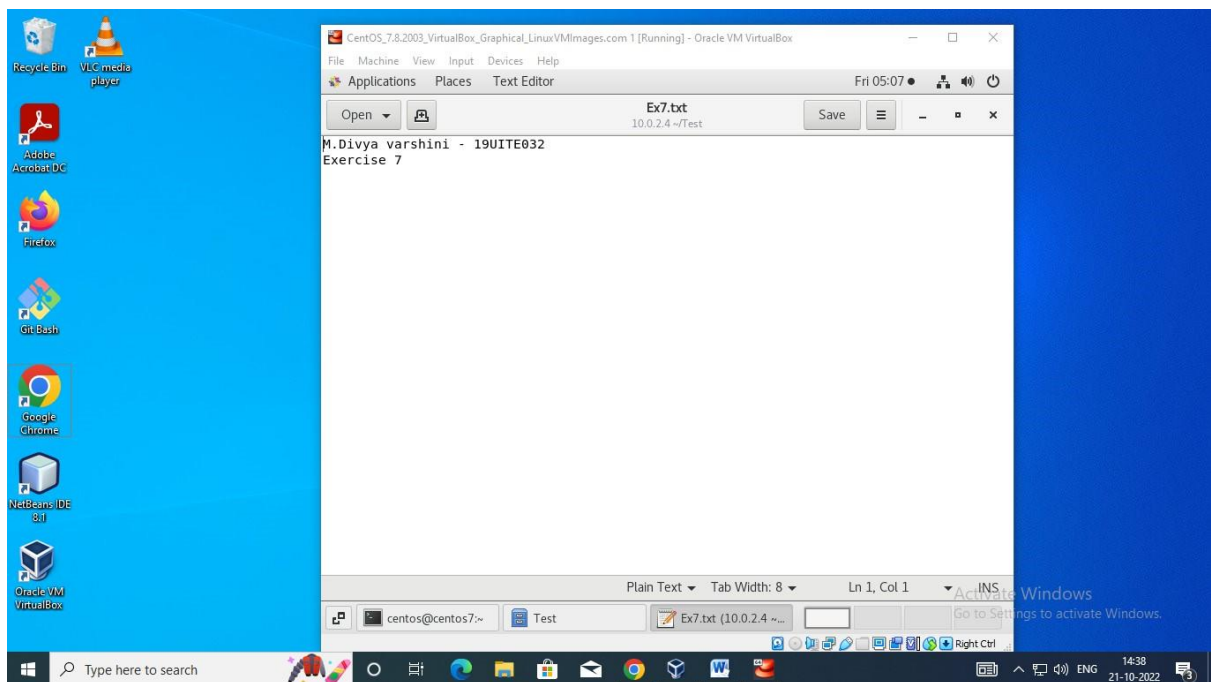 Recycle Bin
VLC media player
Adobe Acrobat DC
Firefox
Git Bash
Google Chrome
NetBeans IDE 8.1
Oracle VM VirtualBox
CentOS_7.8.2003_VirtualBox_Graphical_LinuxVMImages.com 1 [Running] - Oracle VM VirtualBox
File Machine View Input Devices Help
Applications Places Text Editor Fri 05:07
Open Ex7.txt Save
10.0.2.4 ~/Test
M.Divya varshini - 19UITE032
Exercise 7
Plain Text Tab Width: 8 Ln 1, Col 1 INS
Activate Windows
Go to Settings to activate Windows.
centos@centos7:~ Test Ex7.txt (10.0.2.4 ~...
Right Ctrl
Type here to search ENG 14:38
21-10-2022
3